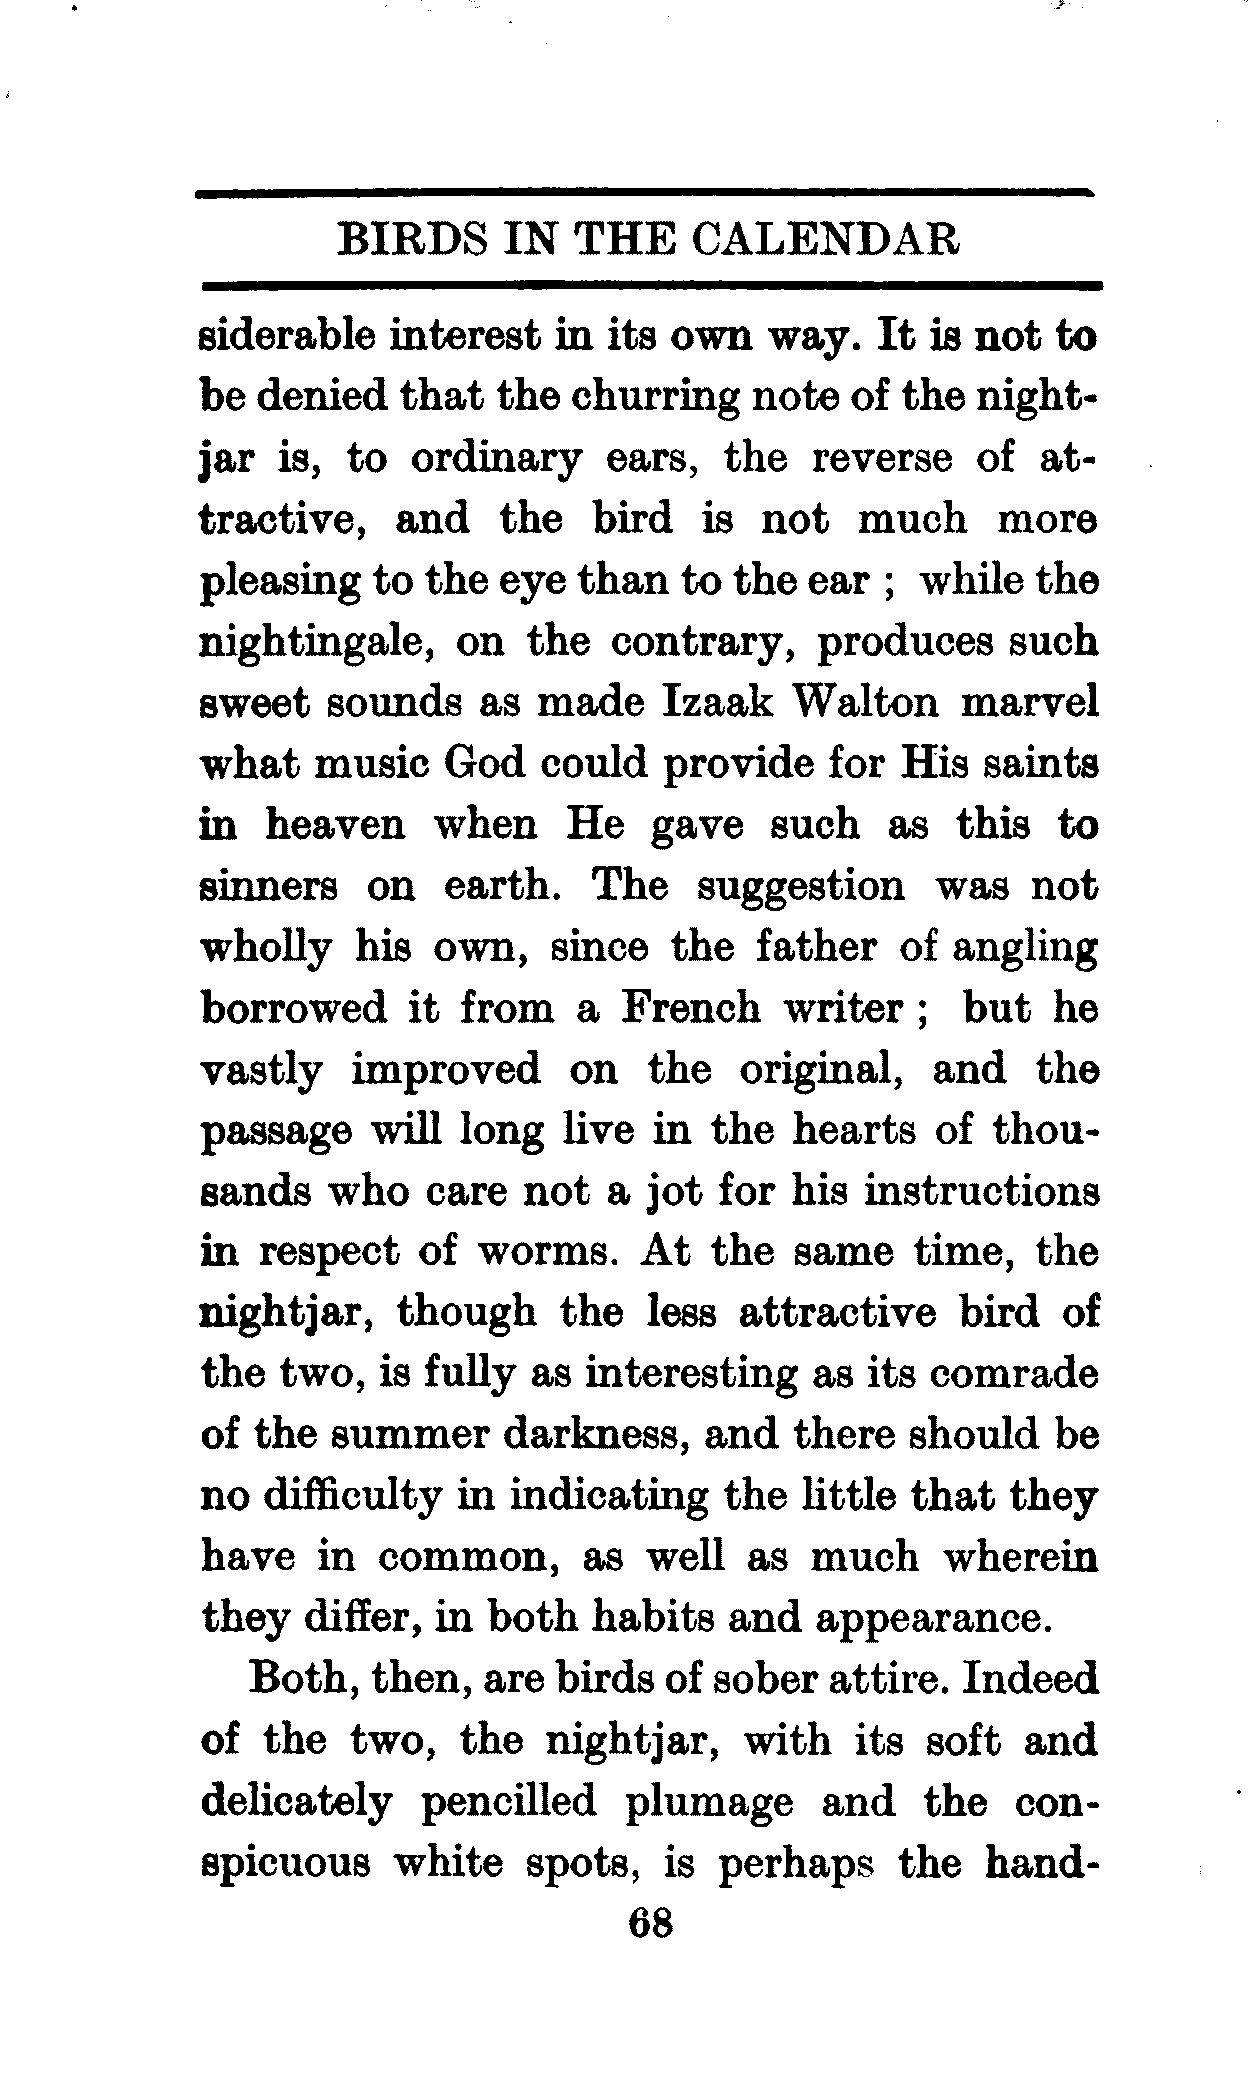 BIRDS IN THE CALENDAR
siderable interest in its own way. It is not to
be denied that the churring note of the night-
jar is, to ordinary ears, the reverse of at-
tractive, and the bird is not much more
pleasing to the eye than to the ear ; while the
nightingale, on the contrary, produces such
sweet sounds as made Izaak Walton marvel
what music God could provide for His saints
in heaven when He gave such as this to
sinners on earth. The suggestion was not
wholly his own, since the father of angling
borrowed it from a French writer ; but he
vastly improved on the original, and the
passage will long live in the hearts of thou-
sands who care not a jot for his instructions
in respect of worms. At the same time, the
nightjar, though the less attractive bird of
the two, is fully as interesting as its comrade
of the summer darkness, and there should be
no difficulty in indicating the little that they
have in common, as well as much wherein
they differ, in both habits and appearance.
Both, then, are birds of sober attire. Indeed
of the two, the nightjar, with its soft and
delicately pencilled plumage and the con-
spicuous white spots, is perhaps the hand-
68